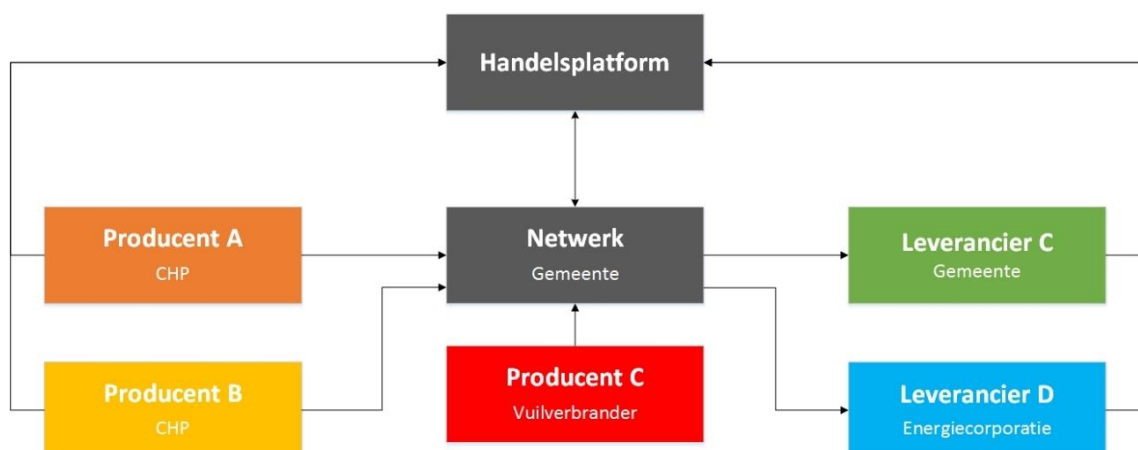 Handelsplatform
Producent A
CHP
Netwerk
Gemeente
Leverancier C
Gemeente
Producent B
CHP
Producent C
Vuilverbrander
Leverancier D
Energiecorporatie